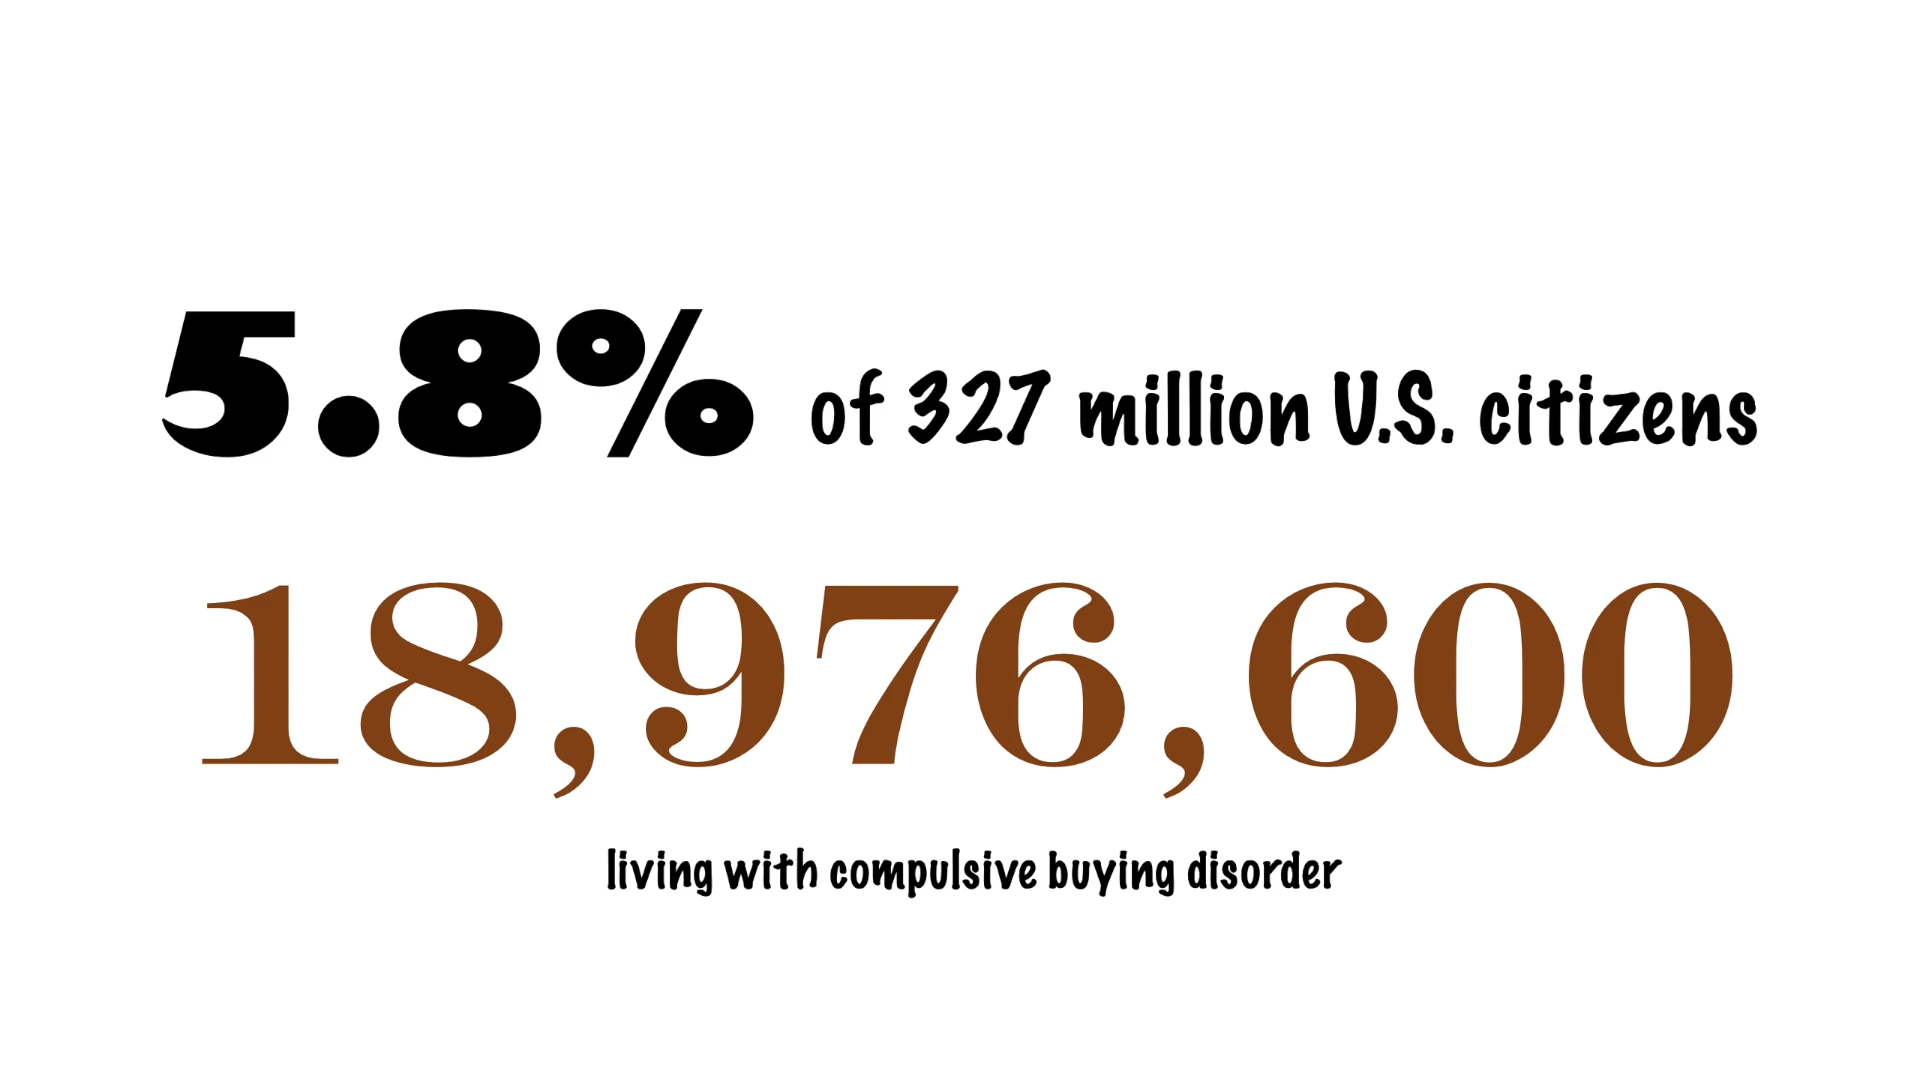 5.8% of 327 million U.S. citizens
18,976,600
living with compulsive buying disorder